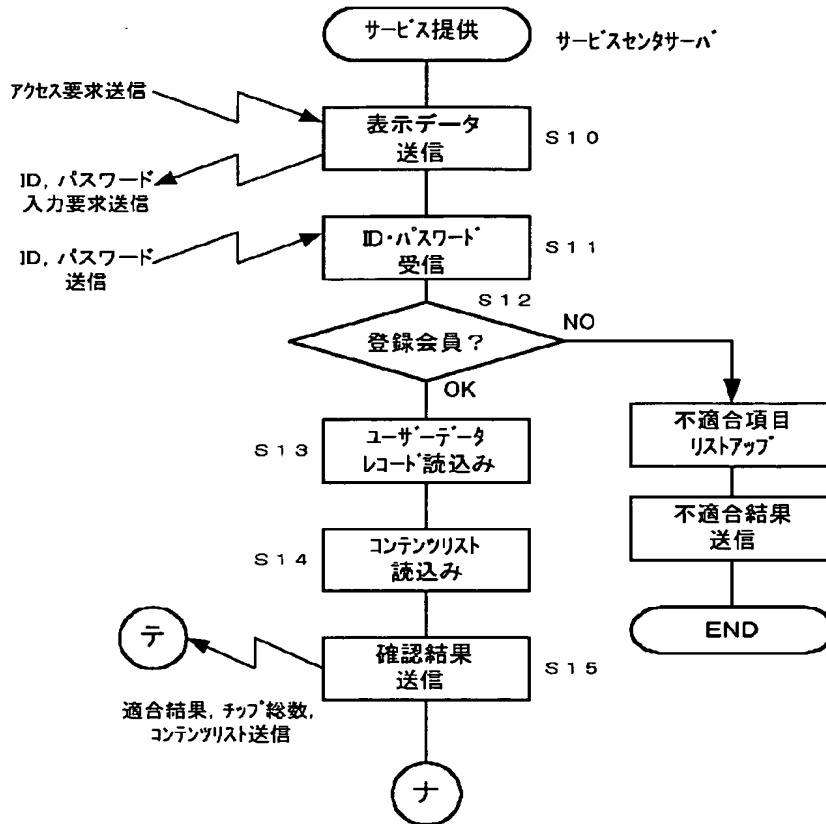 サービス提供
サービスセンタサーバ
アクセス要求送信
表示データ
送信
S10
ID, パスワード
入力要求送信
ID・パスワード
受信
S11
ID, パスワード
送信
S12
登録会員?
NO
OK
不適合項目
リストアップ
S13
ユーザーデータ
レコード読込み
不適合結果
送信
S14
コンテンツリスト
読込み
END
テ
確認結果
送信
S15
適合結果, チップ総数,
コンテンツリスト送信
ナ